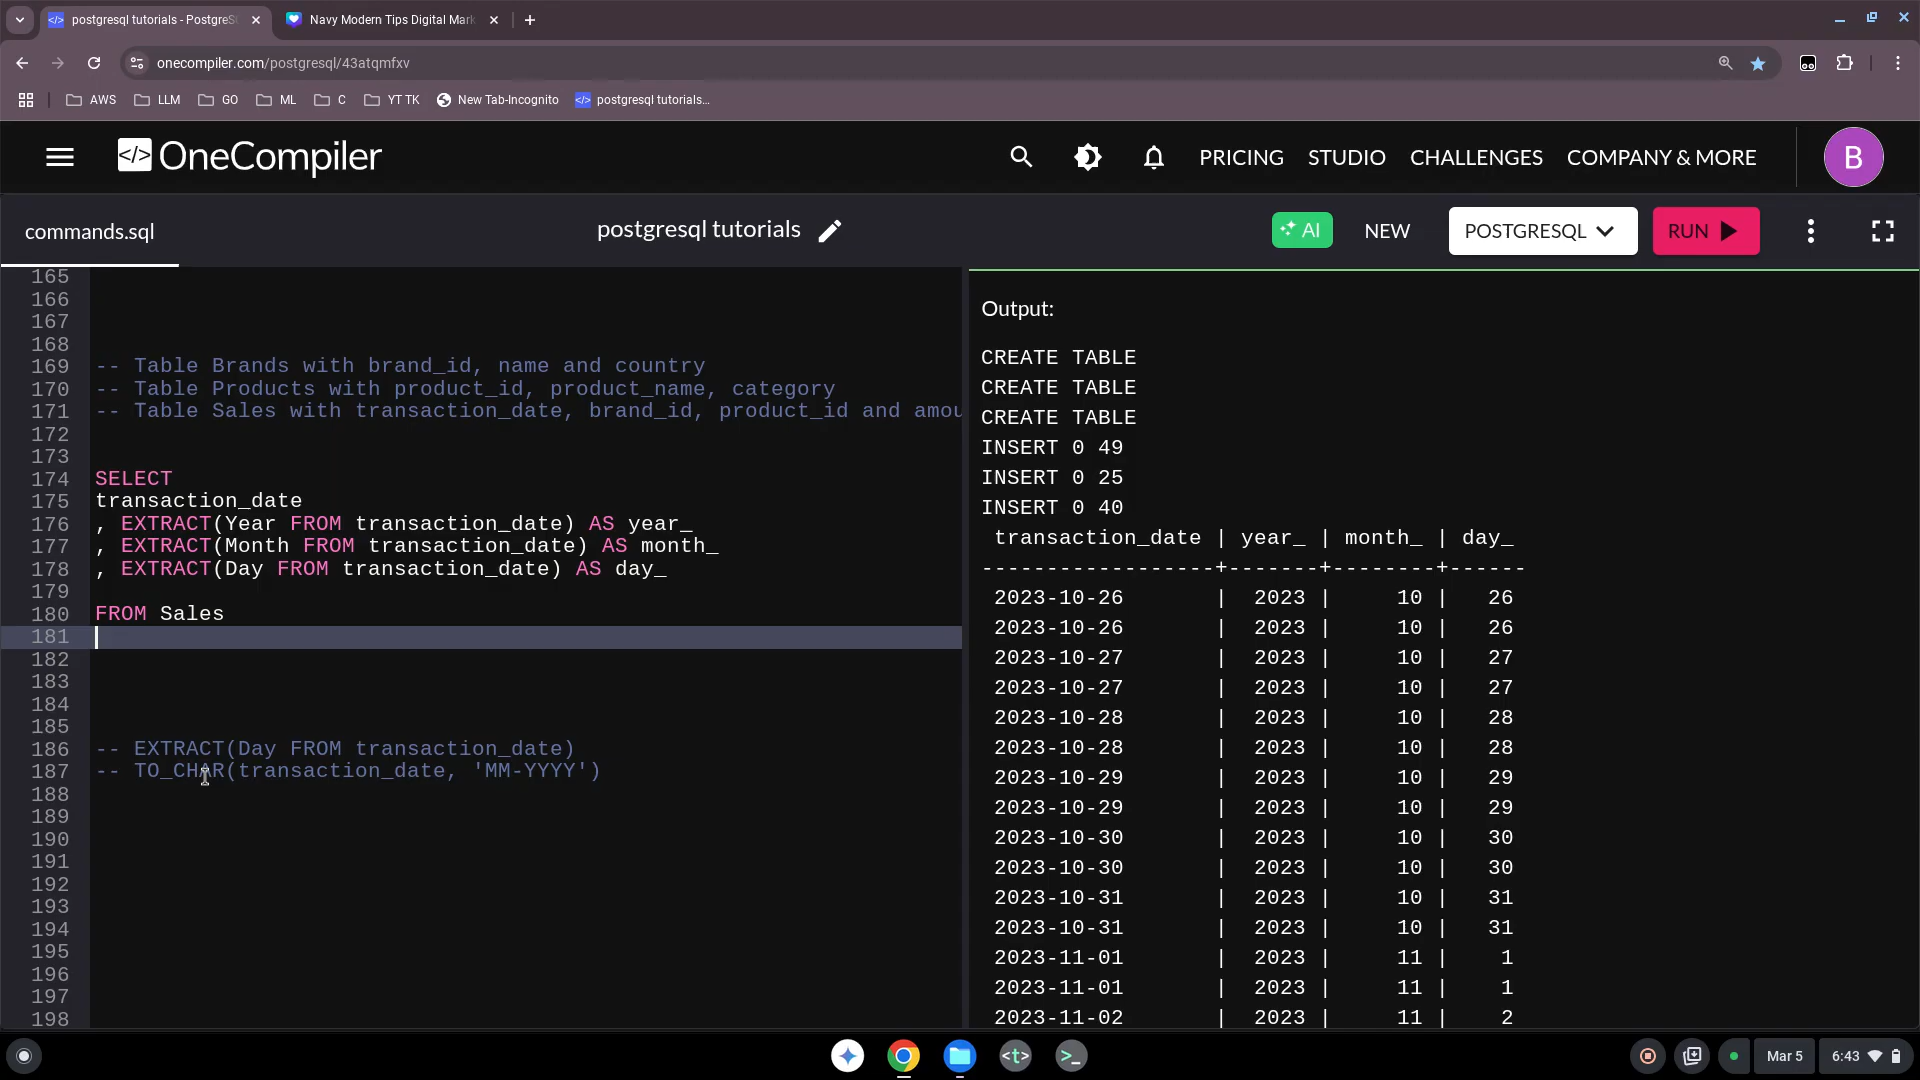 postgresql tutorials - PostgreS
Navy Modern Tips Digital Mark
onecompiler.com/postgresql/43atqmfxv
AWS LLM GO ML C YT TK New Tab-Incognito postgresql tutorials...
</> OneCompiler
PRICING STUDIO CHALLENGES COMPANY & MORE B
commands.sql postgresql tutorials AI NEW POSTGRESQL RUN
165
166
167
168
169 -- Table Brands with brand_id, name and country
170 -- Table Products with product_id, product_name, category
171 -- Table Sales with transaction_date, brand_id, product_id and amou
172
173
174 SELECT
175 transaction_date
176 , EXTRACT(Year FROM transaction_date) AS year_
177 , EXTRACT(Month FROM transaction_date) AS month_
178 , EXTRACT(Day FROM transaction_date) AS day_
179
180 FROM Sales
181
182
183
184
185
186 -- EXTRACT(Day FROM transaction_date)
187 -- TO_CHAR(transaction_date, 'MM-YYYY')
188
189
190
191
192
193
194
195
196
197
198
Output:
CREATE TABLE
CREATE TABLE
CREATE TABLE
INSERT 0 49
INSERT 0 25
INSERT 0 40
transaction_date | year_ | month_ | day_
------------------+-------+--------+------
2023-10-26 | 2023 | 10 | 26
2023-10-26 | 2023 | 10 | 26
2023-10-27 | 2023 | 10 | 27
2023-10-27 | 2023 | 10 | 27
2023-10-28 | 2023 | 10 | 28
2023-10-28 | 2023 | 10 | 28
2023-10-29 | 2023 | 10 | 29
2023-10-29 | 2023 | 10 | 29
2023-10-30 | 2023 | 10 | 30
2023-10-30 | 2023 | 10 | 30
2023-10-31 | 2023 | 10 | 31
2023-10-31 | 2023 | 10 | 31
2023-11-01 | 2023 | 11 | 1
2023-11-01 | 2023 | 11 | 1
2023-11-02 | 2023 | 11 | 2
<t> >_ Mar 5 6:43